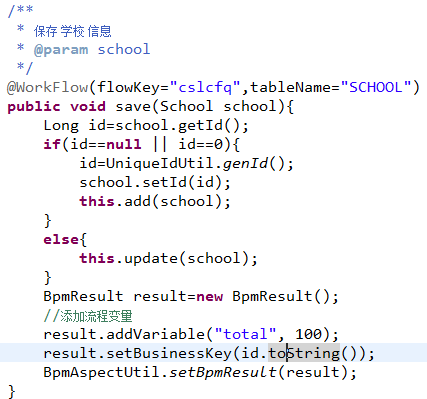 /**
 * 保存 学校 信息
 * @param school
 */
@WorkFlow(flowKey="cslcfq",tableName="SCHOOL")
public void save(School school){
    Long id=school.getId();
    if(id==null || id==0){
        id=UniqueIdUtil.genId();
        school.setId(id);
        this.add(school);
    }
    else{
        this.update(school);
    }
    BpmResult result=new BpmResult();
    //添加流程变量
    result.addVariable("total", 100);
    result.setBusinessKey(id.toString());
    BpmAspectUtil.setBpmResult(result);
}